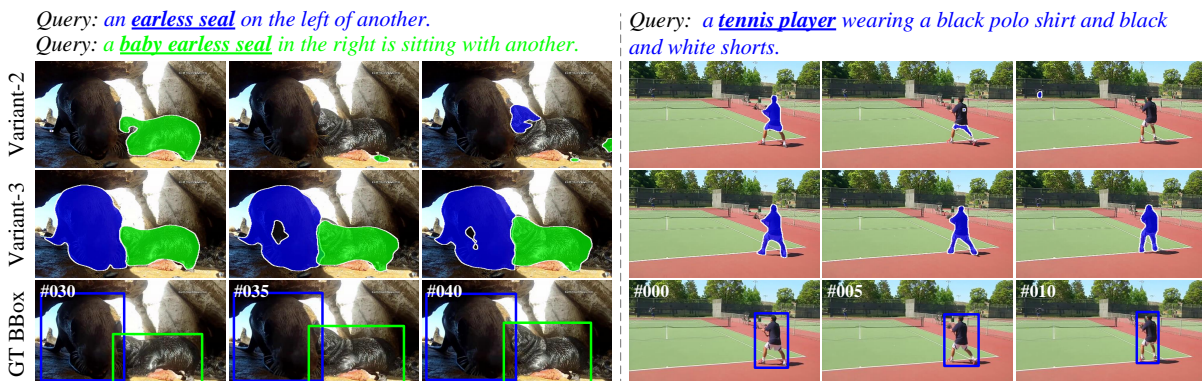 Query: an earless seal on the left of another.
Query: a baby earless seal in the right is sitting with another.
Query: a tennis player wearing a black polo shirt and black
and white shorts.
Variant-2
Variant-3
GT BBox
#030
#035
#040
#000
#005
#010